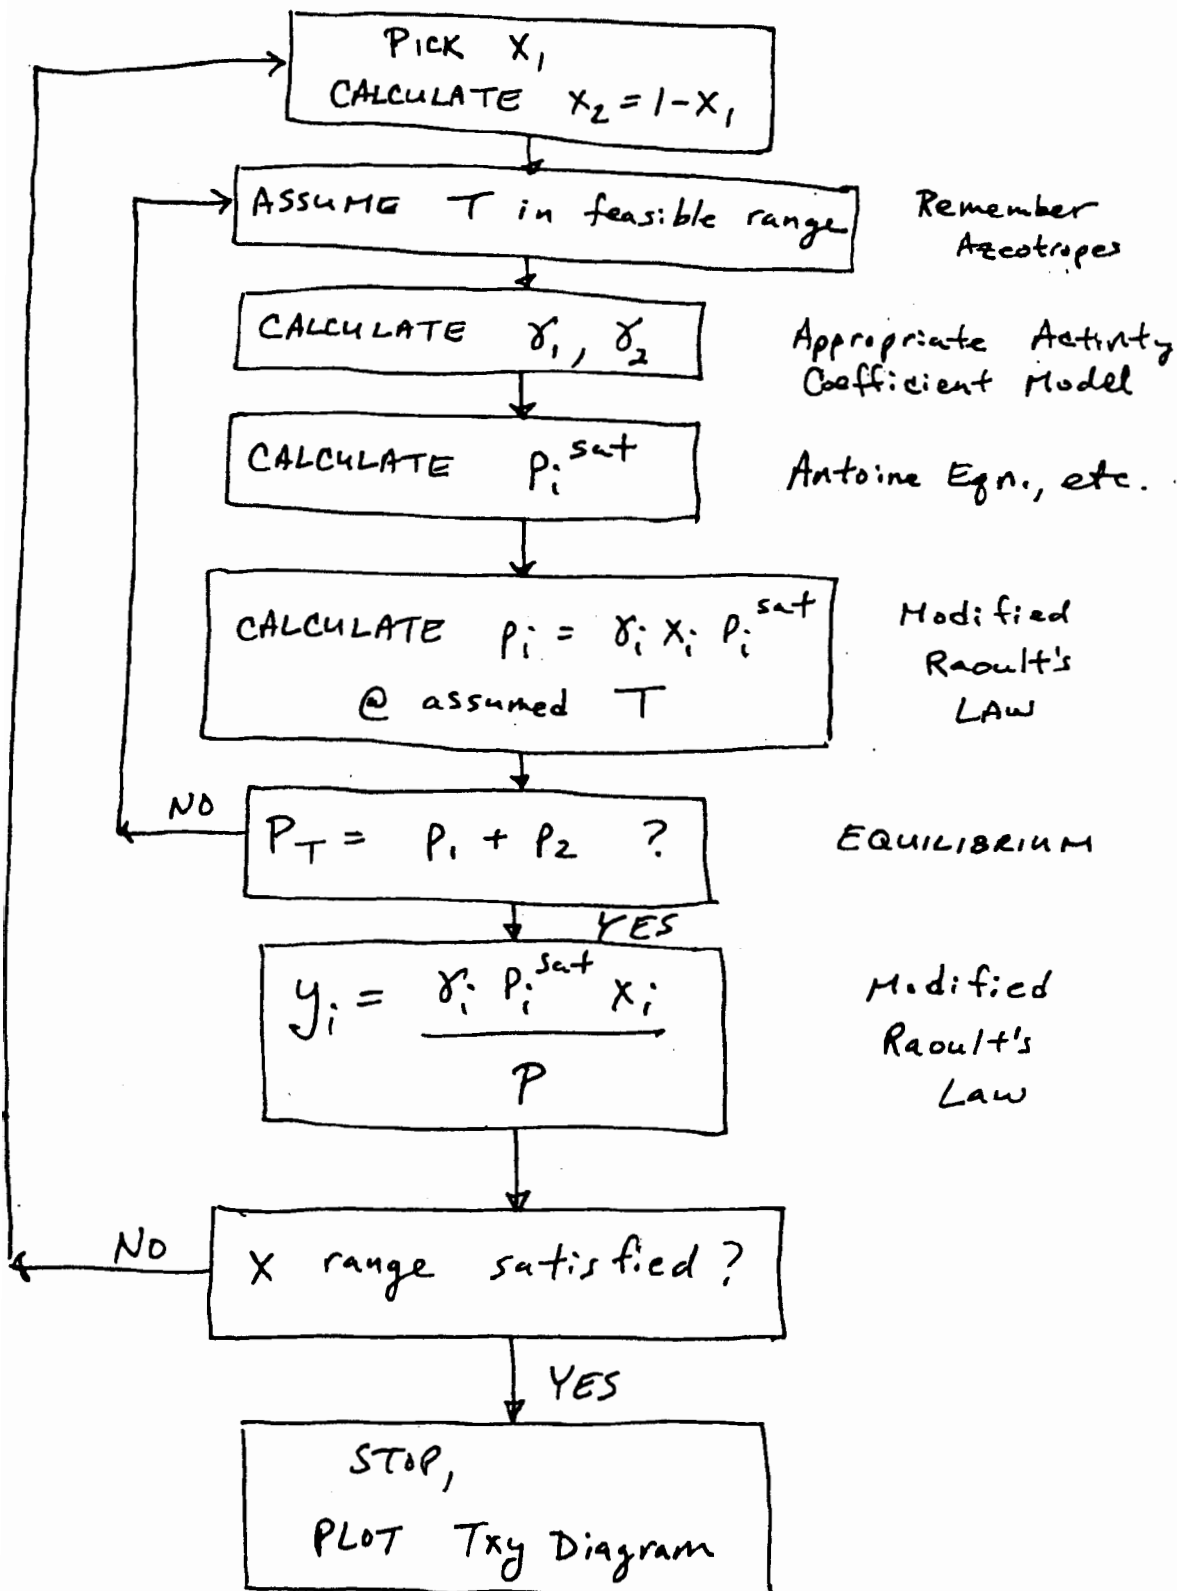 PICK x₁
CALCULATE x₂ = 1-x₁
ASSUME T in feasible range
Remember
Azeotropes
CALCULATE γ₁, γ₂
Appropriate Activity
Coefficient Model
CALCULATE Pᵢ^sat
Antoine Eqn., etc.
CALCULATE pᵢ = γᵢ xᵢ Pᵢ^sat
@ assumed T
Modified
Raoult's
LAW
NO
P_T = p₁ + p₂ ?
EQUILIBRIUM
YES
yᵢ = γᵢ Pᵢ^sat xᵢ
P
Modified
Raoult's
Law
NO
X range satisfied?
YES
STOP,
PLOT Txy Diagram